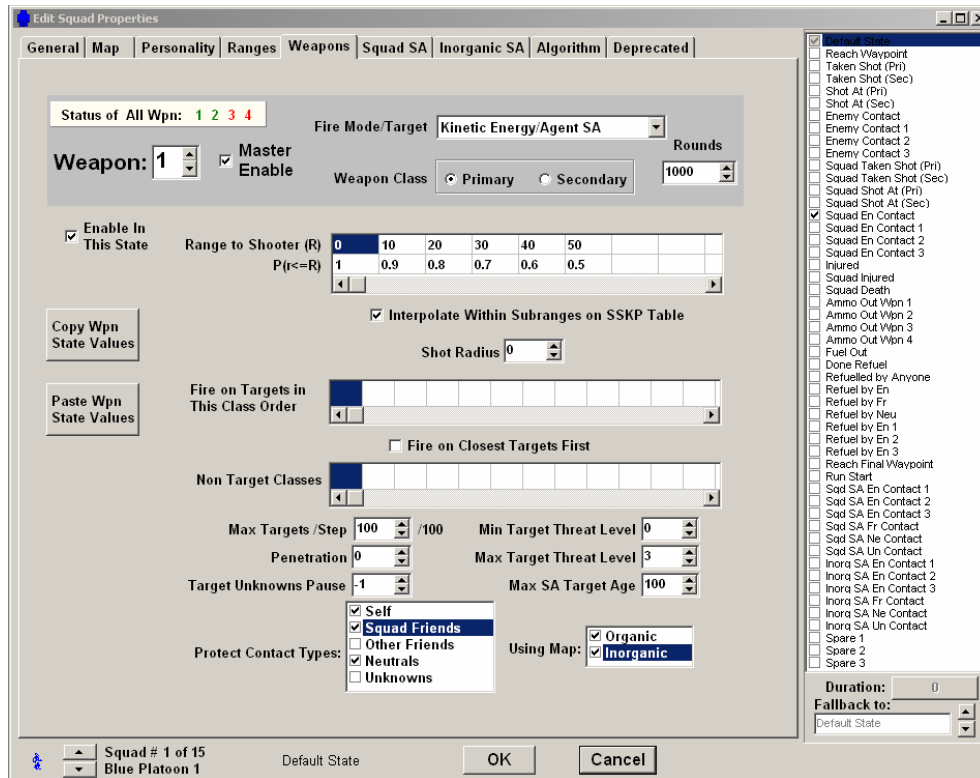 Edit Squad Properties
General Map Personality Ranges Weapons Squad SA Inorganic SA Algorithm Deprecated
Status of All Wpn: 1 2 3 4
Weapon: 1
Master Enable
Fire Mode/Target Kinetic Energy/Agent SA
Weapon Class Primary Secondary
Rounds
1000
Enable In This State
Range to Shooter (R) 0 10 20 30 40 50
P(r<=R) 1 0.9 0.8 0.7 0.6 0.5
Interpolate Within Subranges on SSKP Table
Shot Radius 0
Copy Wpn State Values
Paste Wpn State Values
Fire on Targets in This Class Order
Fire on Closest Targets First
Non Target Classes
Max Targets /Step 100 /100
Min Target Threat Level 0
Penetration 0
Max Target Threat Level 3
Target Unknowns Pause -1
Max SA Target Age 100
Protect Contact Types:
Self
Squad Friends
Other Friends
Neutrals
Unknowns
Using Map:
Organic
Inorganic
Squad # 1 of 15
Blue Platoon 1
Default State
OK
Cancel
Default State
Reach Waypoint
Taken Shot (Pri)
Taken Shot (Sec)
Shot At (Pri)
Shot At (Sec)
Enemy Contact
Enemy Contact 1
Enemy Contact 2
Enemy Contact 3
Squad Taken Shot (Pri)
Squad Taken Shot (Sec)
Squad Shot At (Pri)
Squad Shot At (Sec)
Squad En Contact
Squad En Contact 1
Squad En Contact 2
Squad En Contact 3
Injured
Squad Injured
Squad Death
Ammo Out Wpn 1
Ammo Out Wpn 2
Ammo Out Wpn 3
Ammo Out Wpn 4
Fuel Out
Done Refuel
Refuelled by Anyone
Refuel by En
Refuel by Fr
Refuel by Neu
Refuel by En 1
Refuel by En 2
Refuel by En 3
Reach Final Waypoint
Run Start
Sqd SA En Contact 1
Sqd SA En Contact 2
Sqd SA En Contact 3
Sqd SA Fr Contact
Sqd SA Ne Contact
Sqd SA Un Contact
Inorg SA En Contact 1
Inorg SA En Contact 2
Inorg SA En Contact 3
Inorg SA Fr Contact
Inorg SA Ne Contact
Inorg SA Un Contact
Spare 1
Spare 2
Spare 3
Duration: 0
Fallback to:
Default State